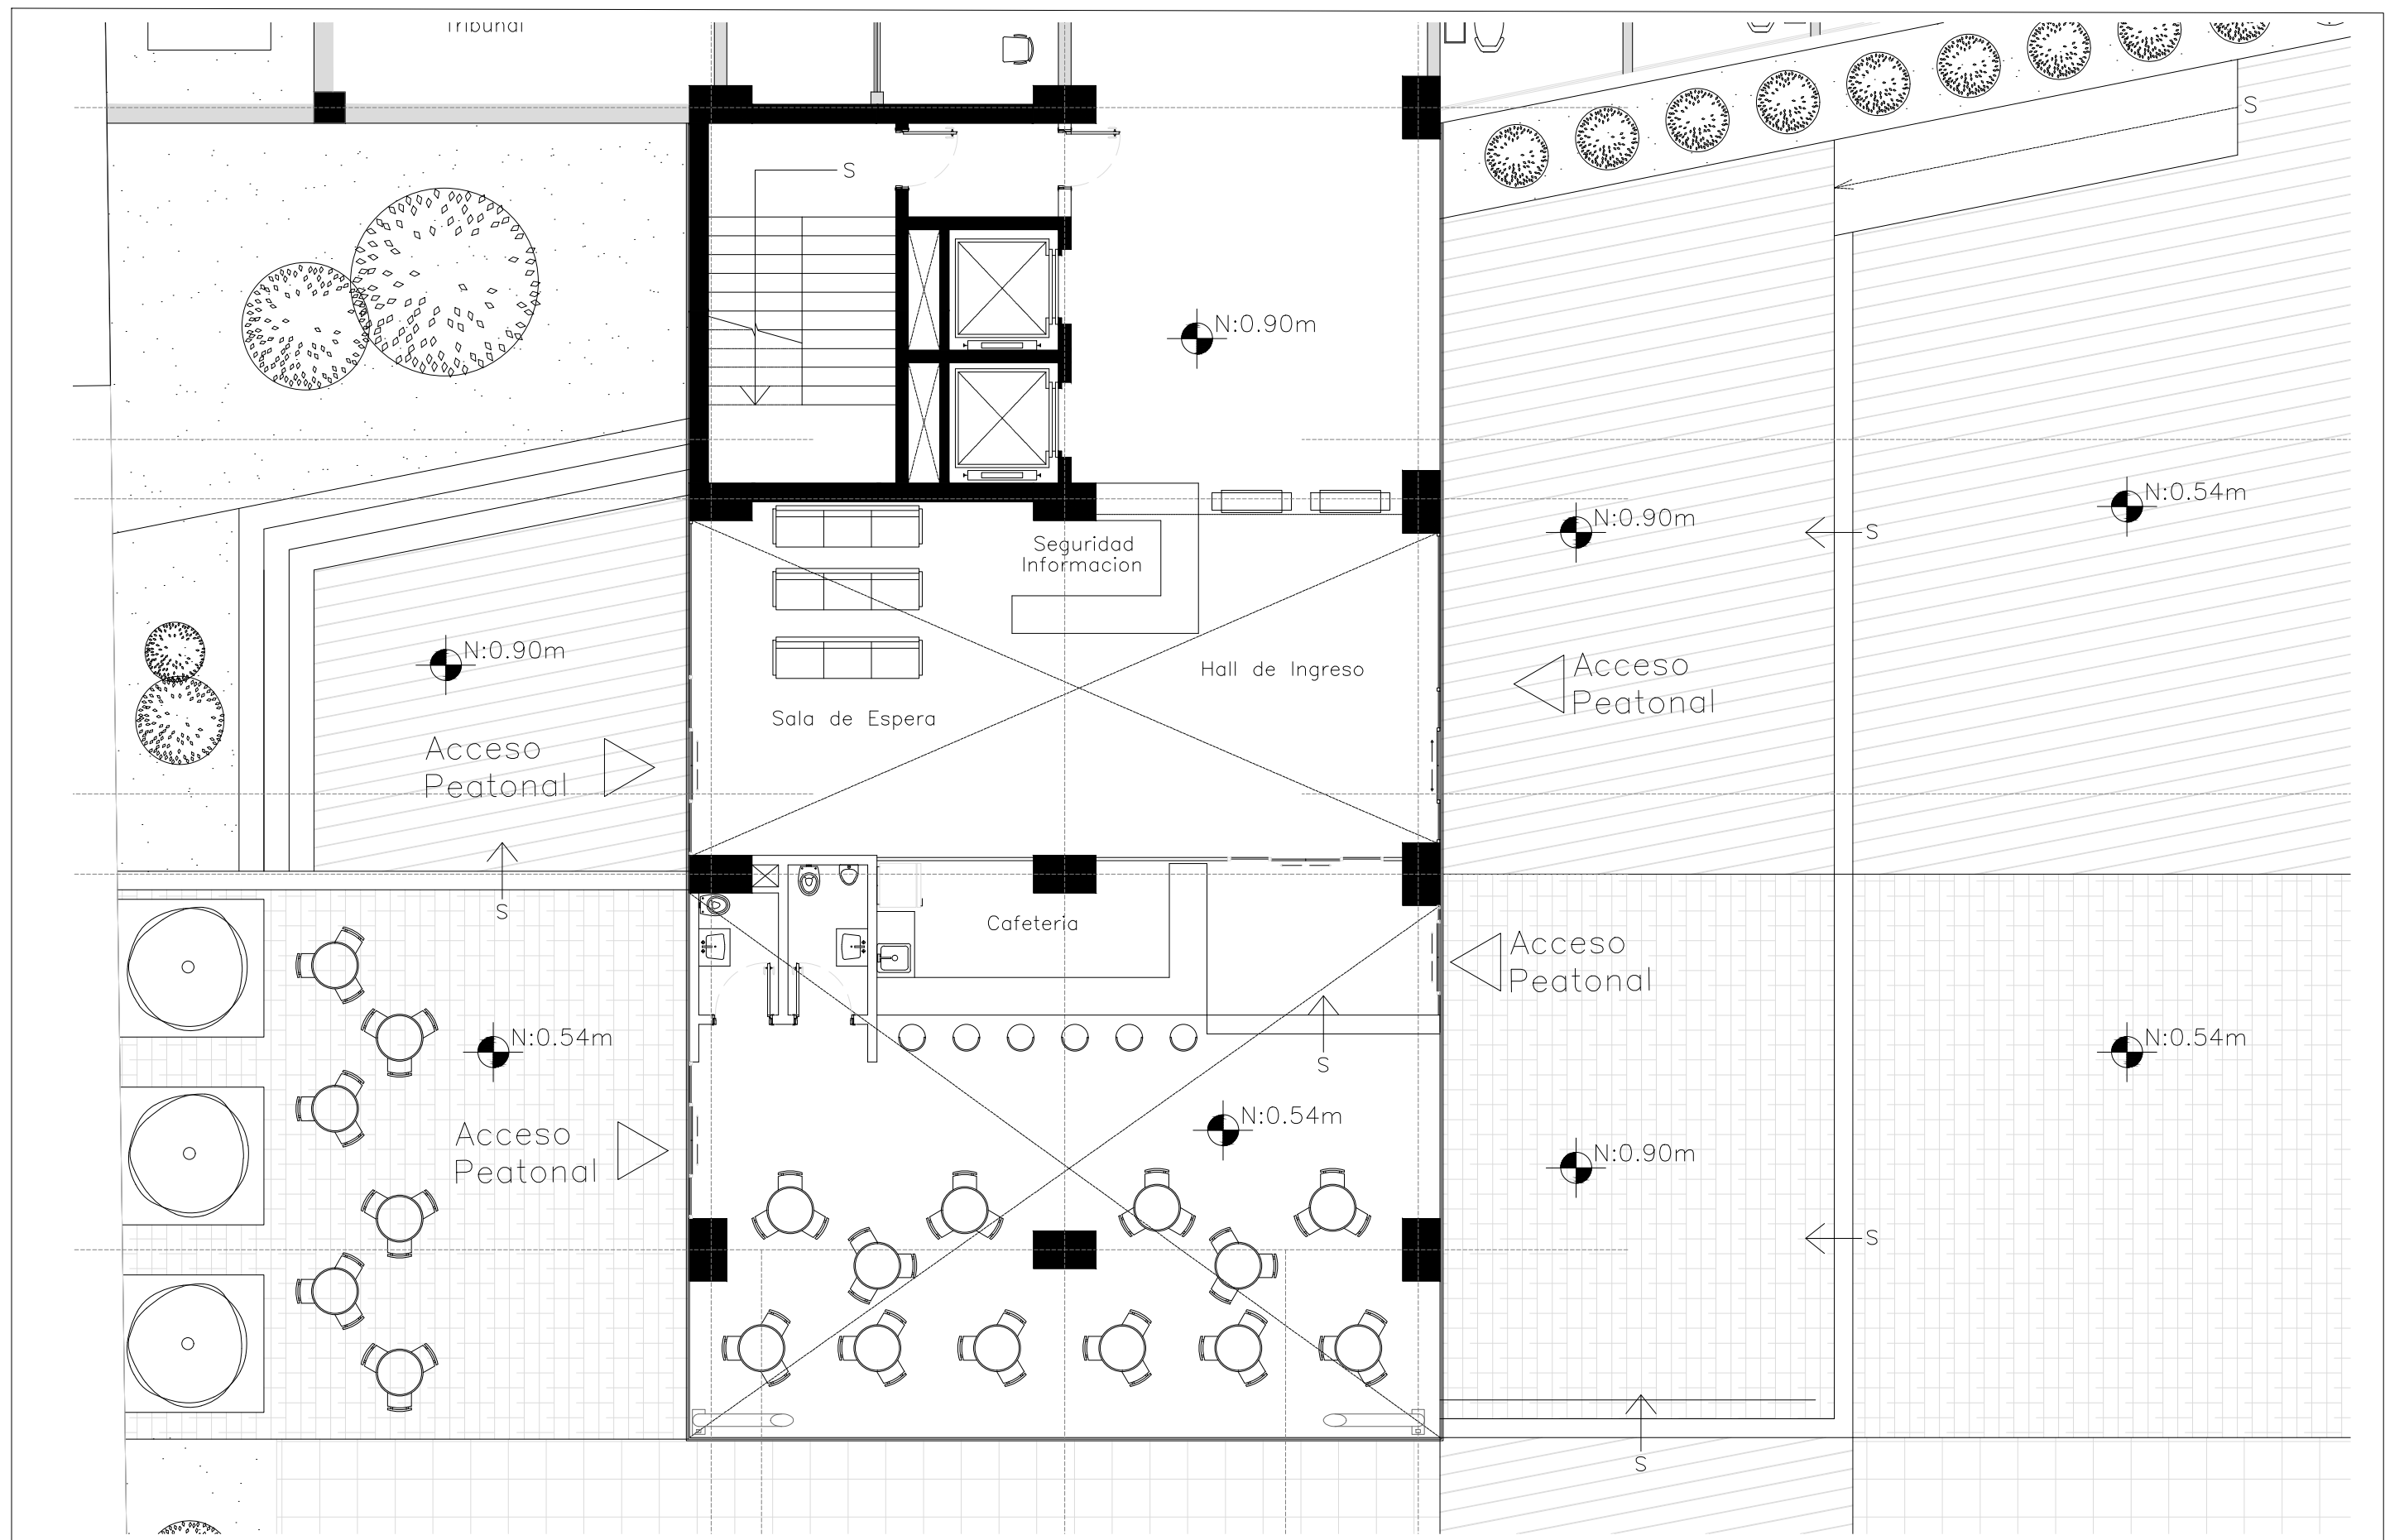 Tribunal
S
S
N:0.90m
N:0.54m
N:0.90m
S
Seguridad
Informacion
N:0.90m
Hall de Ingreso
Acceso
Peatonal
Sala de Espera
Acceso
Peatonal
S
Cafeteria
Acceso
Peatonal
N:0.54m
N:0.54m
S
N:0.54m
Acceso
Peatonal
N:0.90m
S
S